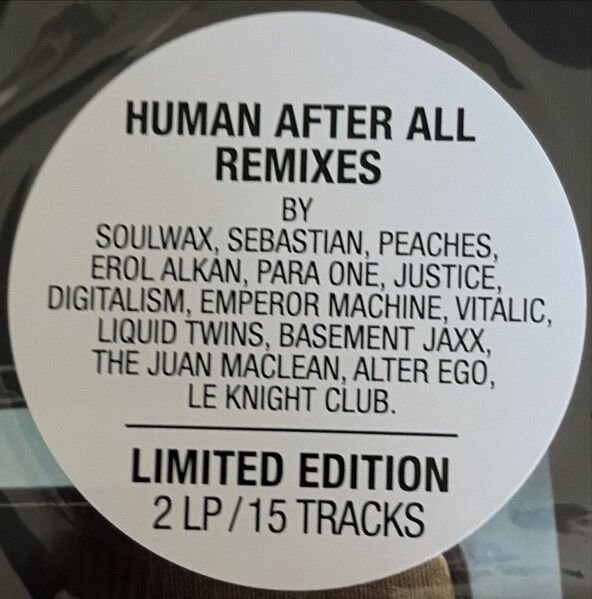 HUMAN AFTER ALL
REMIXES
BY
SOULWAX, SEBASTIAN, PEACHES,
EROL ALKAN, PARA ONE, JUSTICE,
DIGITALISM, EMPEROR MACHINE, VITALIC,
LIQUID TWINS, BASEMENT JAXX,
THE JUAN MACLEAN, ALTER EGO,
LE KNIGHT CLUB.
LIMITED EDITION
2 LP / 15 TRACKS